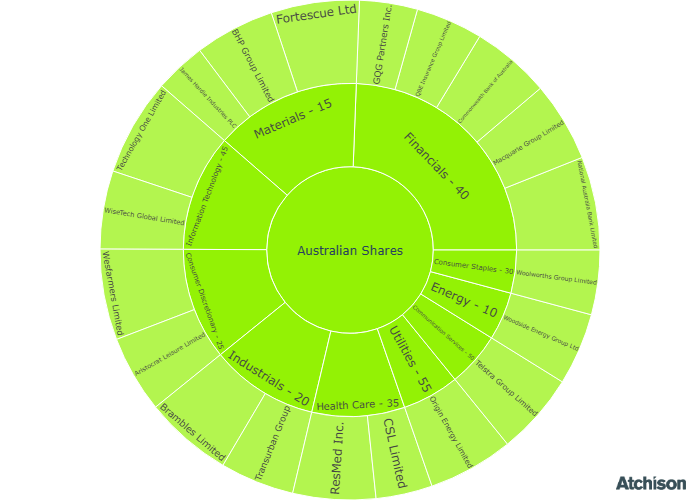 Australian Shares
Financials - 40
National Australia Bank Limited
Macquarie Group Limited
Commonwealth Bank of Australia
QBE Insurance Group Limited
GQG Partners Inc.
Materials - 15
Fortescue Ltd
BHP Group Limited
James Hardie Industries PLC
Information Technology - 45
Technology One Limited
WiseTech Global Limited
Consumer Discretionary - 25
Wesfarmers Limited
Aristocrat Leisure Limited
Industrials - 20
Brambles Limited
Transurban Group
Health Care - 35
ResMed Inc.
CSL Limited
Utilities - 55
Origin Energy Limited
Communication Services - 50
Telstra Group Limited
Energy - 10
Woodside Energy Group Ltd
Consumer Staples - 30
Woolworths Group Limited
Atchison